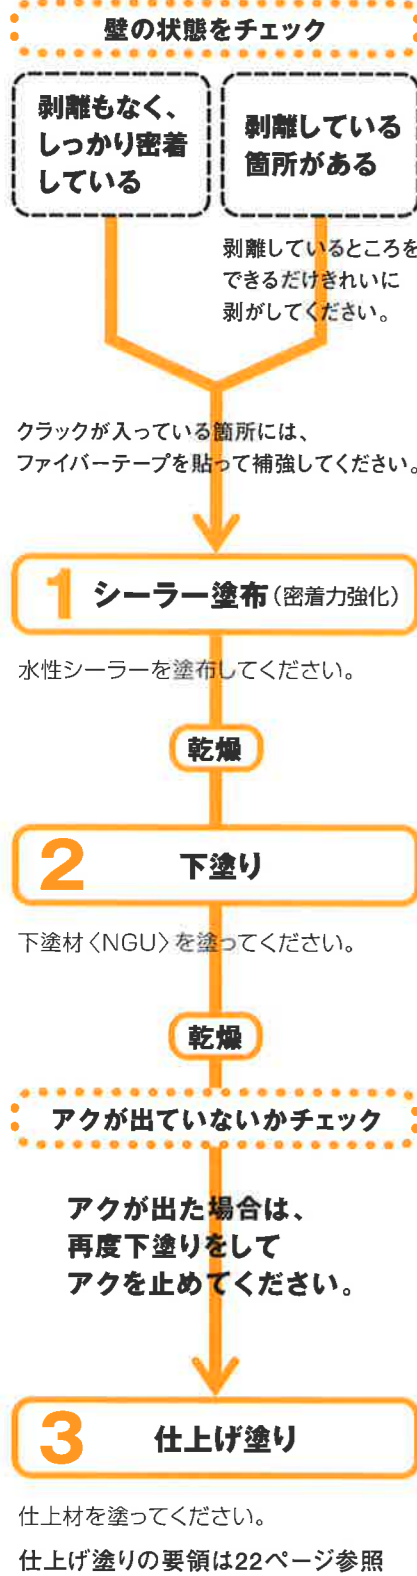 壁の状態をチェック
剥離もなく、
しっかり密着
している
剥離している
箇所がある
剥離しているところを
できるだけきれいに
剥がしてください。
クラックが入っている箇所には、
ファイバーテープを貼って補強してください。
1 シーラー塗布(密着力強化)
水性シーラーを塗布してください。
乾燥
2 下塗り
下塗材〈NGU〉を塗ってください。
乾燥
アクが出ていないかチェック
アクが出た場合は、
再度下塗りをして
アクを止めてください。
3 仕上げ塗り
仕上材を塗ってください。
仕上げ塗りの要領は22ページ参照